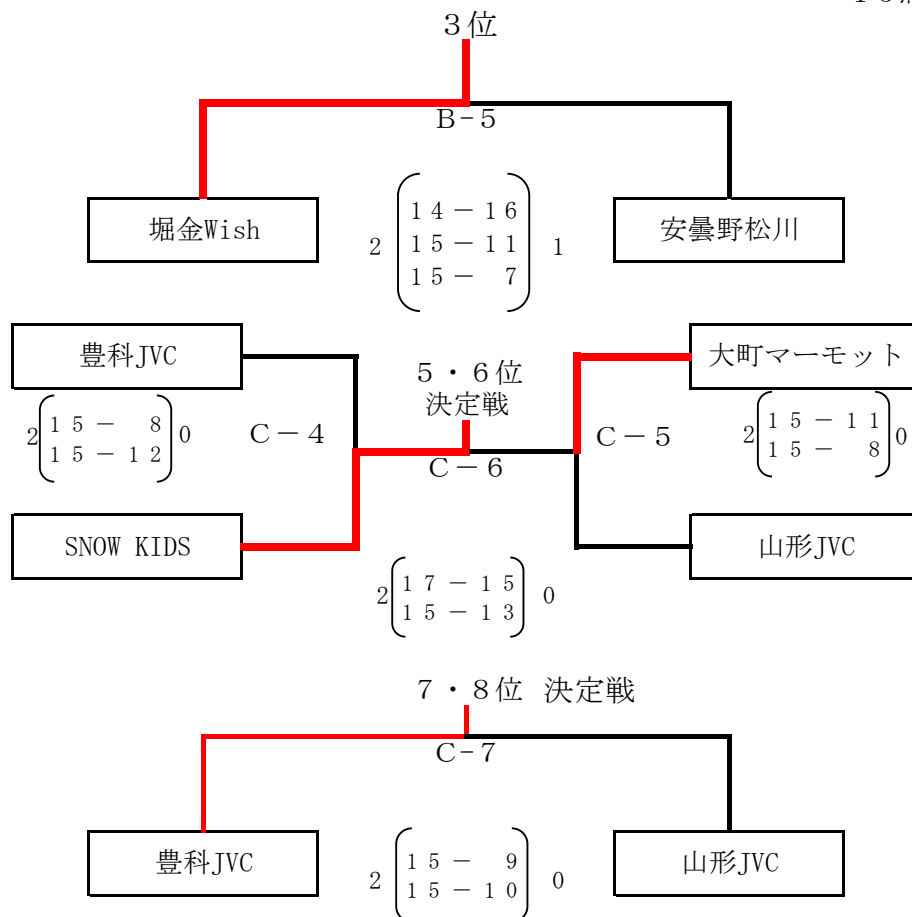 ３位
Ｂ-５
堀金Wish
安曇野松川
2
１４－１６
１５－１１
１５－　７
1
豊科JVC
大町マーモット
５・６位
決定戦
2
１５－　８
１５－１２
0
Ｃ－４
Ｃ－５
2
１５－１１
１５－　８
0
Ｃ－６
SNOW KIDS
山形JVC
2
１７－１５
１５－１３
0
７・８位 決定戦
Ｃ-７
豊科JVC
山形JVC
2
１５－　９
１５－１０
0